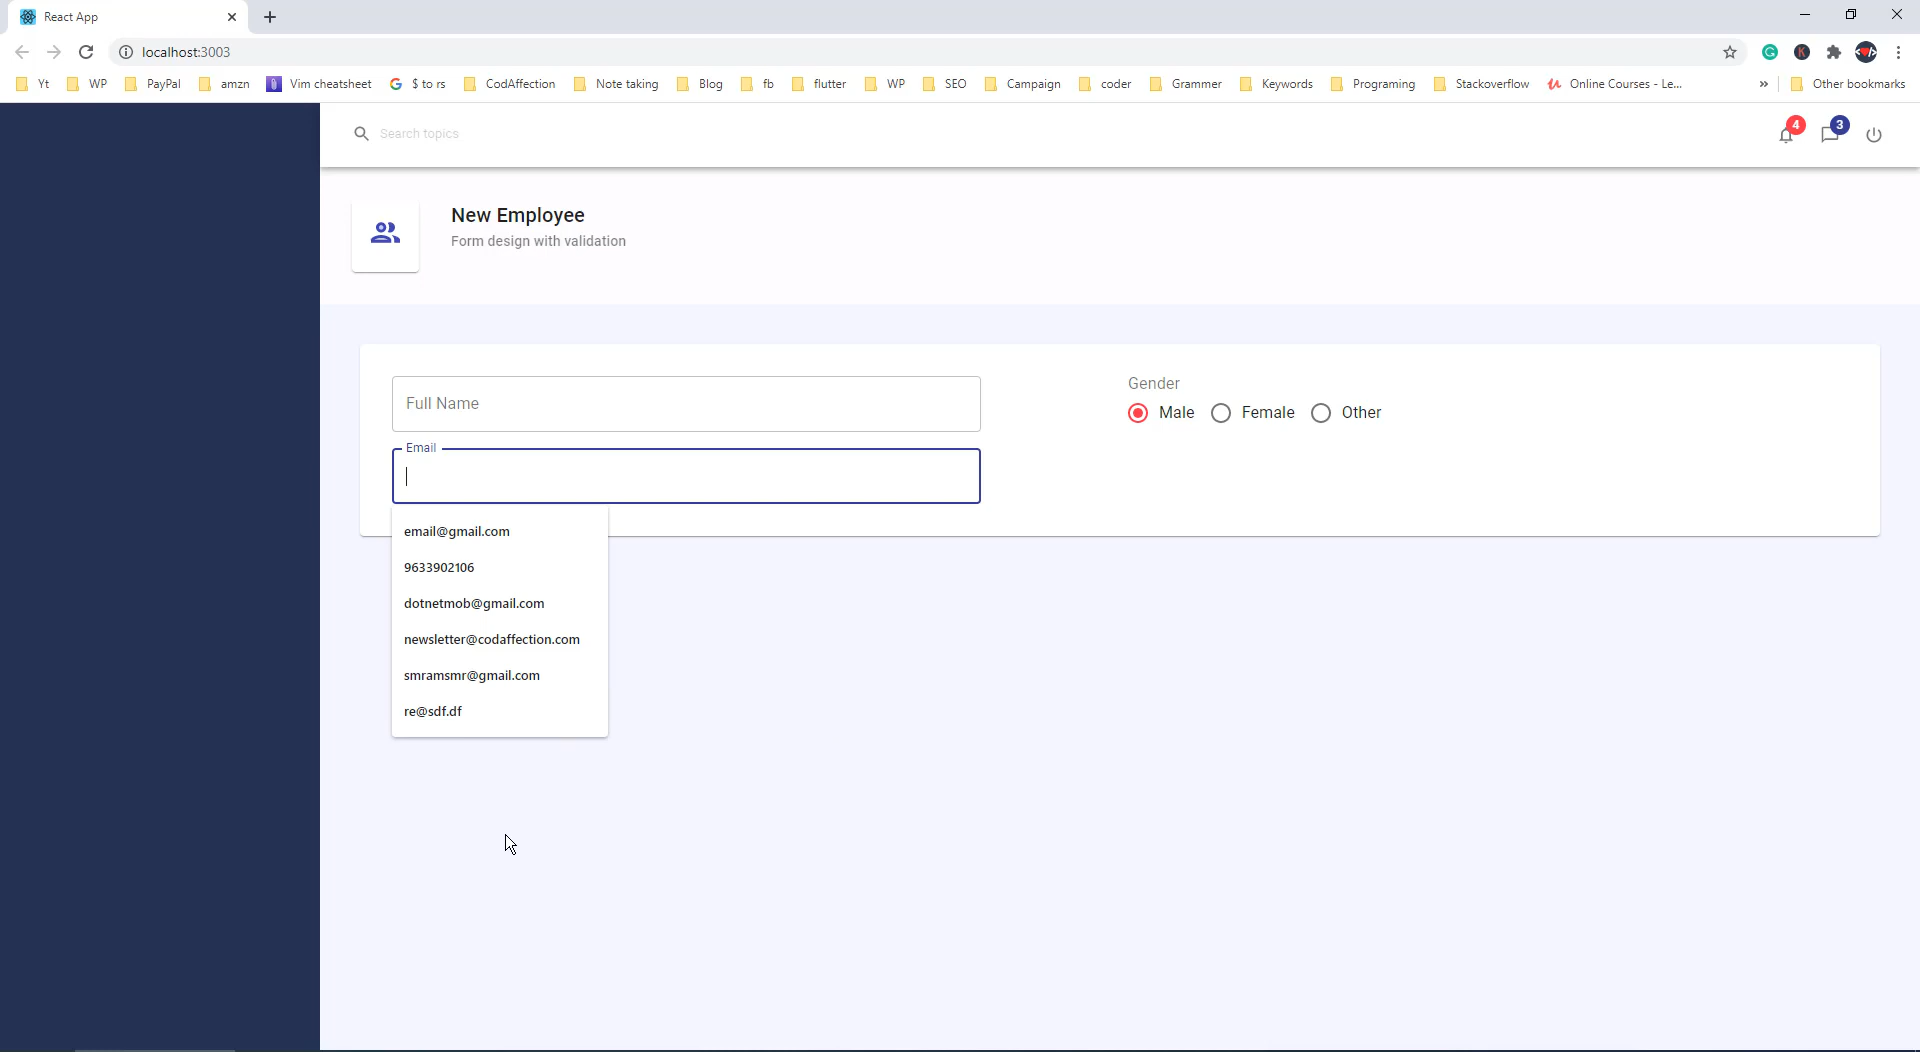 React App
localhost:3003
Yt WP PayPal amzn Vim cheatsheet $ to rs CodAffection Note taking Blog fb flutter WP SEO Campaign coder Grammer Keywords Programing Stackoverflow Online Courses - Le... » Other bookmarks
Search topics
4
3
New Employee
Form design with validation
Full Name
Gender
Male Female Other
Email
email@gmail.com
9633902106
dotnetmob@gmail.com
newsletter@codaffection.com
smramsmr@gmail.com
re@sdf.df